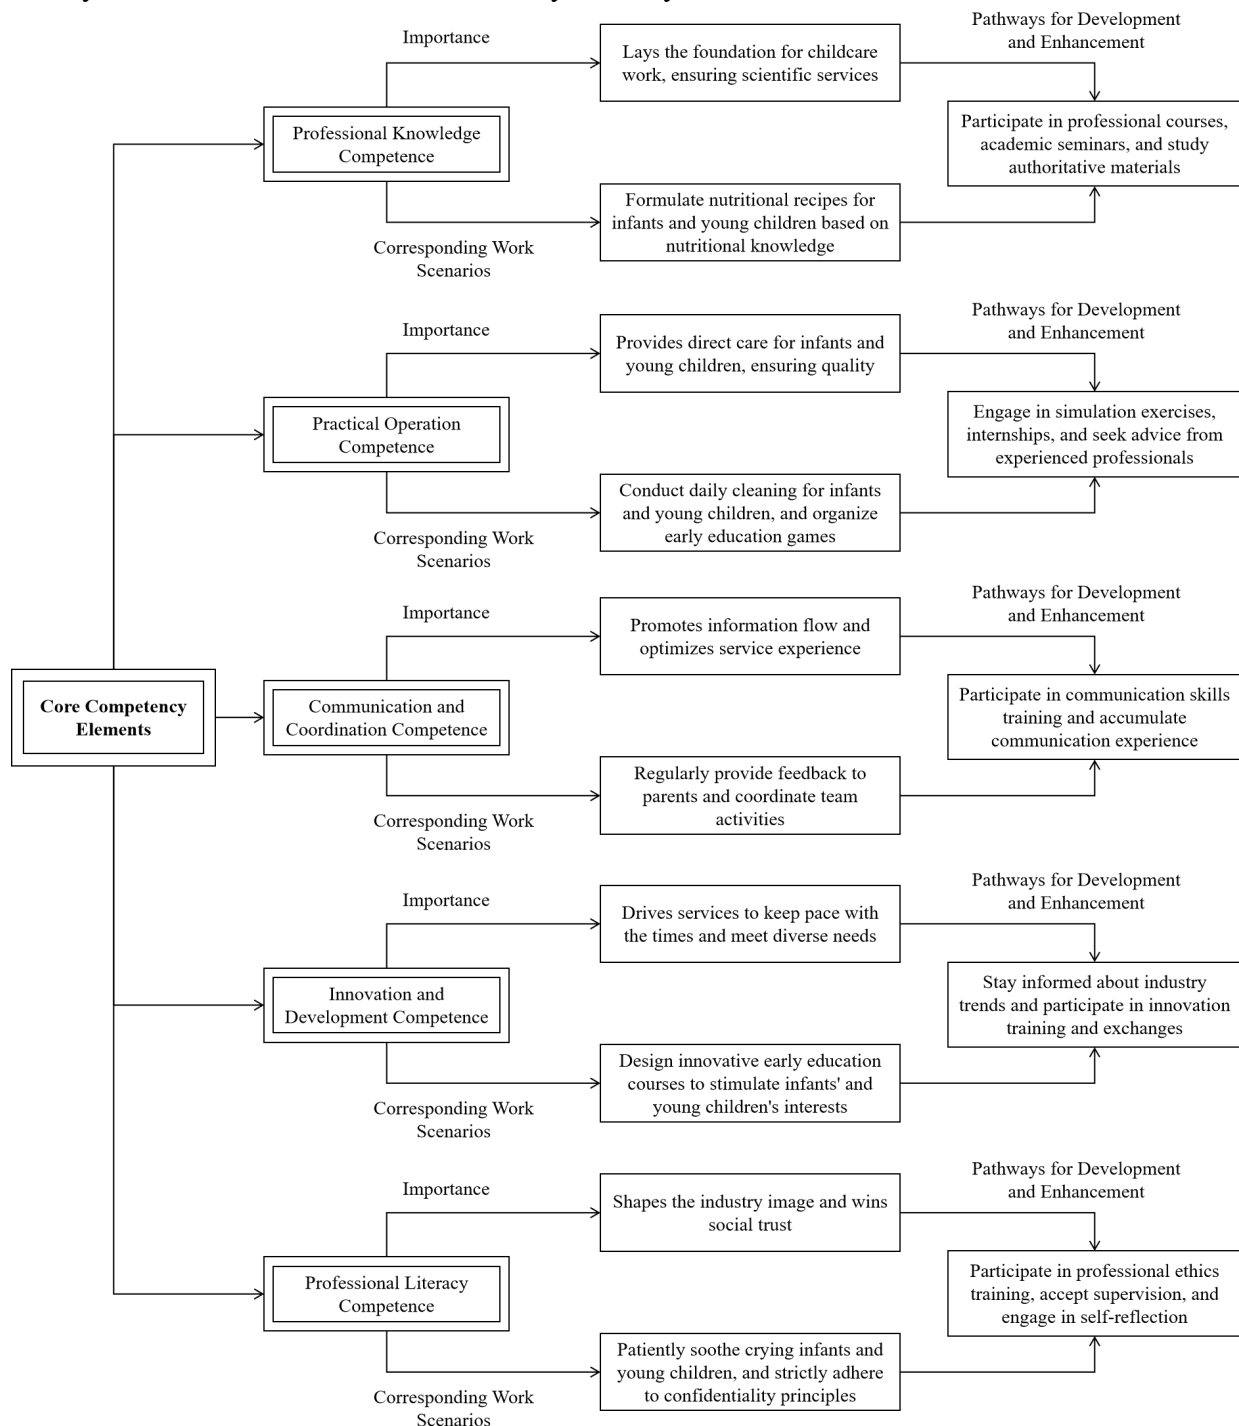 Importance
Lays the foundation for childcare
work, ensuring scientific services
Pathways for Development
and Enhancement
Professional Knowledge
Competence
Participate in professional courses,
academic seminars, and study
authoritative materials
Formulate nutritional recipes for
infants and young children based on
nutritional knowledge
Corresponding Work
Scenarios
Importance
Provides direct care for infants and
young children, ensuring quality
Pathways for Development
and Enhancement
Practical Operation
Competence
Engage in simulation exercises,
internships, and seek advice from
experienced professionals
Conduct daily cleaning for infants
and young children, and organize
early education games
Corresponding Work
Scenarios
Importance
Promotes information flow and
optimizes service experience
Pathways for Development
and Enhancement
Core Competency
Elements
Communication and
Coordination Competence
Participate in communication skills
training and accumulate
communication experience
Regularly provide feedback to
parents and coordinate team
activities
Corresponding Work
Scenarios
Importance
Drives services to keep pace with
the times and meet diverse needs
Pathways for Development
and Enhancement
Innovation and
Development Competence
Stay informed about industry
trends and participate in innovation
training and exchanges
Design innovative early education
courses to stimulate infants' and
young children's interests
Corresponding Work
Scenarios
Importance
Shapes the industry image and wins
social trust
Pathways for Development
and Enhancement
Professional Literacy
Competence
Participate in professional ethics
training, accept supervision, and
engage in self-reflection
Patiently soothe crying infants and
young children, and strictly adhere
to confidentiality principles
Corresponding Work
Scenarios